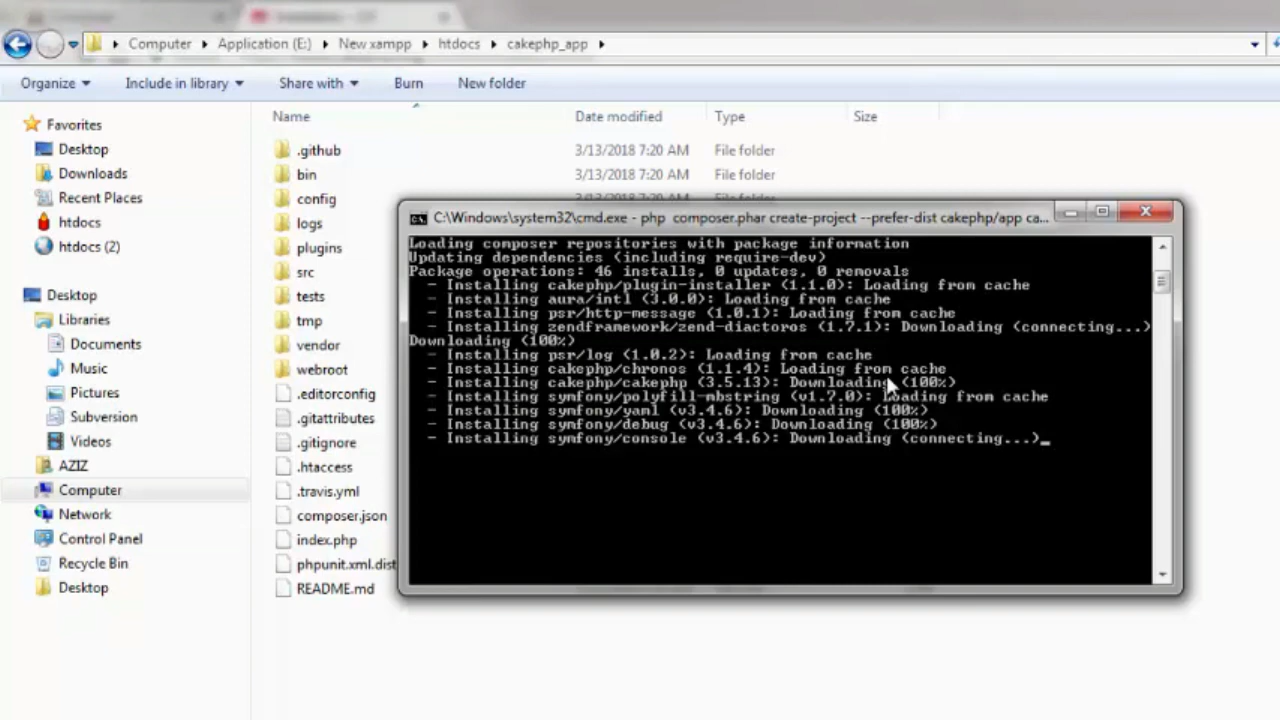 Computer Application (E:) New xampp htdocs cakephp_app
Organize Include in library Share with Burn New folder
Name Date modified Type Size
Favorites
Desktop
Downloads
Recent Places
htdocs
htdocs (2)
Desktop
Libraries
Documents
Music
Pictures
Subversion
Videos
AZIZ
Computer
Network
Control Panel
Recycle Bin
Desktop
.github 3/13/2018 7:20 AM File folder
bin 3/13/2018 7:20 AM File folder
config
logs
plugins
src
tests
tmp
vendor
webroot
.editorconfig
.gitattributes
.gitignore
.htaccess
.travis.yml
composer.json
index.php
phpunit.xml.dist
README.md
C:\Windows\system32\cmd.exe - php composer.phar create-project --prefer-dist cakephp/app ca...
Loading composer repositories with package information
Updating dependencies (including require-dev)
Package operations: 46 installs, 0 updates, 0 removals
- Installing cakephp/plugin-installer (1.1.0): Loading from cache
- Installing aura/intl (3.0.0): Loading from cache
- Installing psr/http-message (1.0.1): Loading from cache
- Installing zendframework/zend-diactoros (1.7.1): Downloading (connecting...)
Downloading (100%)
- Installing psr/log (1.0.2): Loading from cache
- Installing cakephp/chronos (1.1.4): Loading from cache
- Installing cakephp/cakephp (3.5.13): Downloading (100%)
- Installing symfony/polyfill-mbstring (v1.7.0): Loading from cache
- Installing symfony/yaml (v3.4.6): Downloading (100%)
- Installing symfony/debug (v3.4.6): Downloading (100%)
- Installing symfony/console (v3.4.6): Downloading (connecting...)_